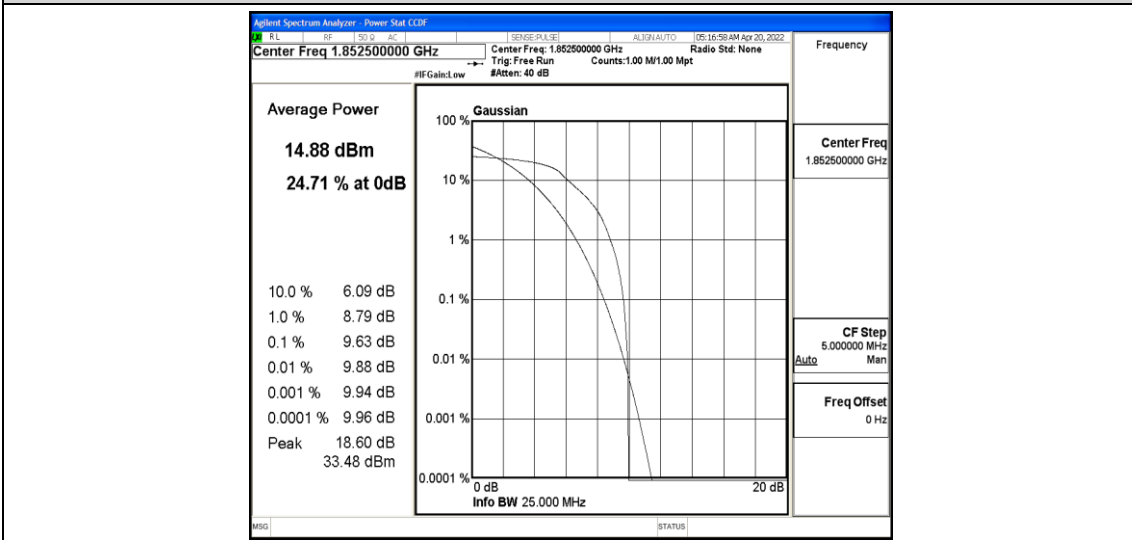 Agilent Spectrum Analyzer - Power Stat CCDF
LXI RL RF 50 Ω AC SENSE:PULSE ALIGNAUTO 05:16:58 AM Apr 20, 2022
Center Freq 1.852500000 GHz
Center Freq: 1.852500000 GHz Radio Std: None
Trig: Free Run Counts:1.00 M/1.00 Mpt
#IFGain:Low #Atten: 40 dB
Frequency
Average Power
14.88 dBm
24.71 % at 0dB
10.0 % 6.09 dB
1.0 % 8.79 dB
0.1 % 9.63 dB
0.01 % 9.88 dB
0.001 % 9.94 dB
0.0001 % 9.96 dB
Peak 18.60 dB
33.48 dBm
Gaussian
100 %
10 %
1 %
0.1 %
0.01 %
0.001 %
0.0001 %
0 dB 20 dB
Info BW 25.000 MHz
Center Freq
1.852500000 GHz
CF Step
5.000000 MHz
Auto Man
Freq Offset
0 Hz
MSG STATUS